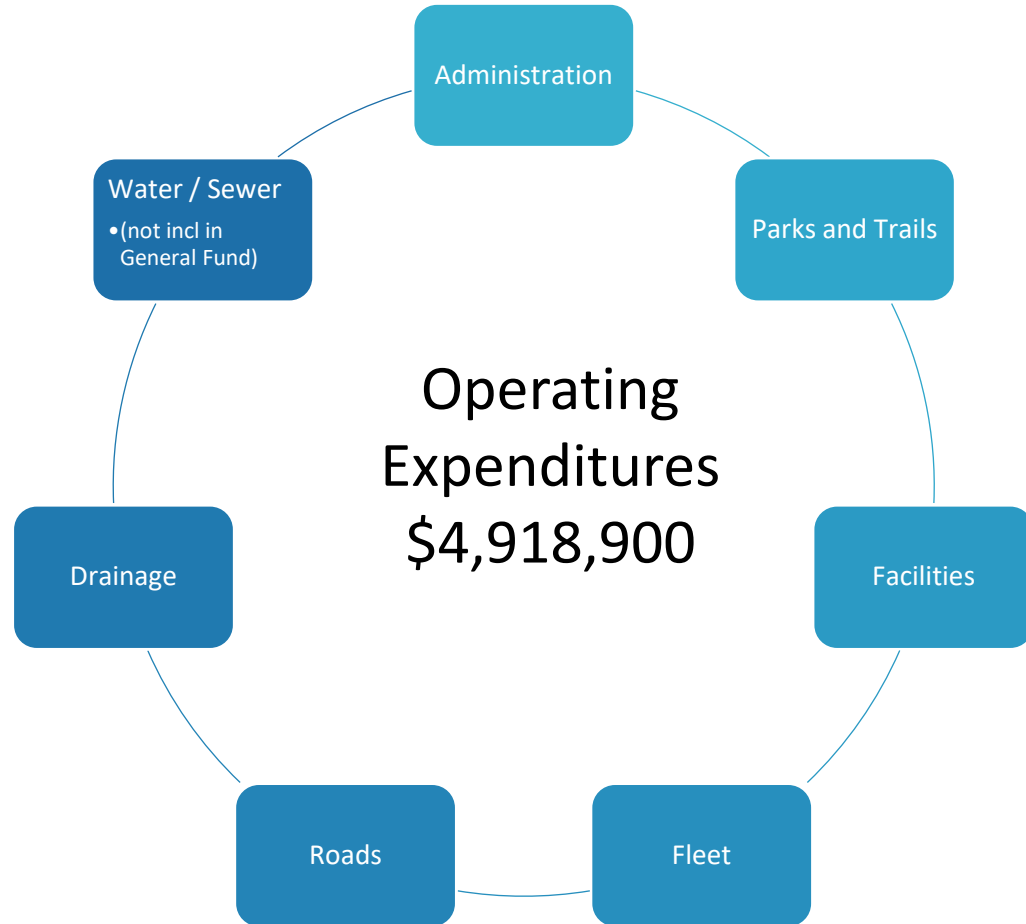 Administration
Parks and Trails
Facilities
Fleet
Roads
Drainage
Water / Sewer
•(not incl in
General Fund)
Operating
Expenditures
$4,918,900